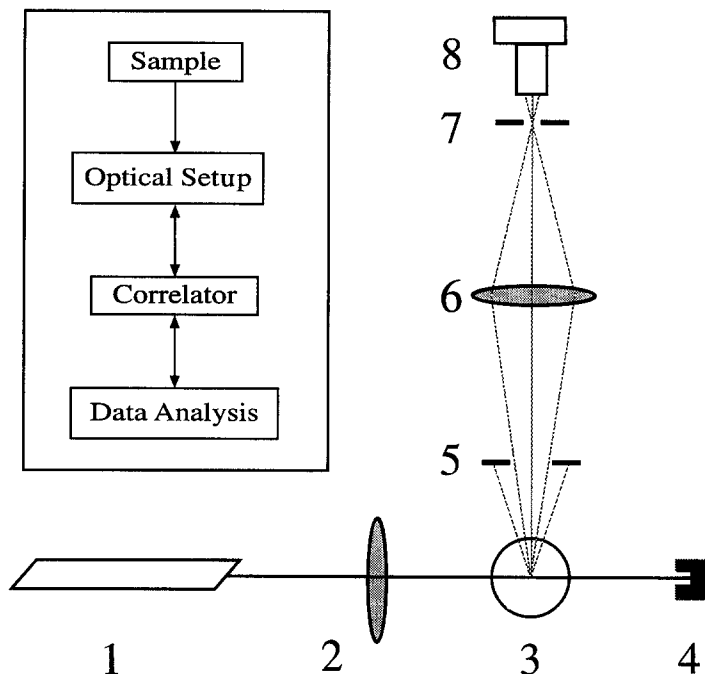 Sample
Optical Setup
Correlator
Data Analysis
8
7
6
5
1 2 3 4